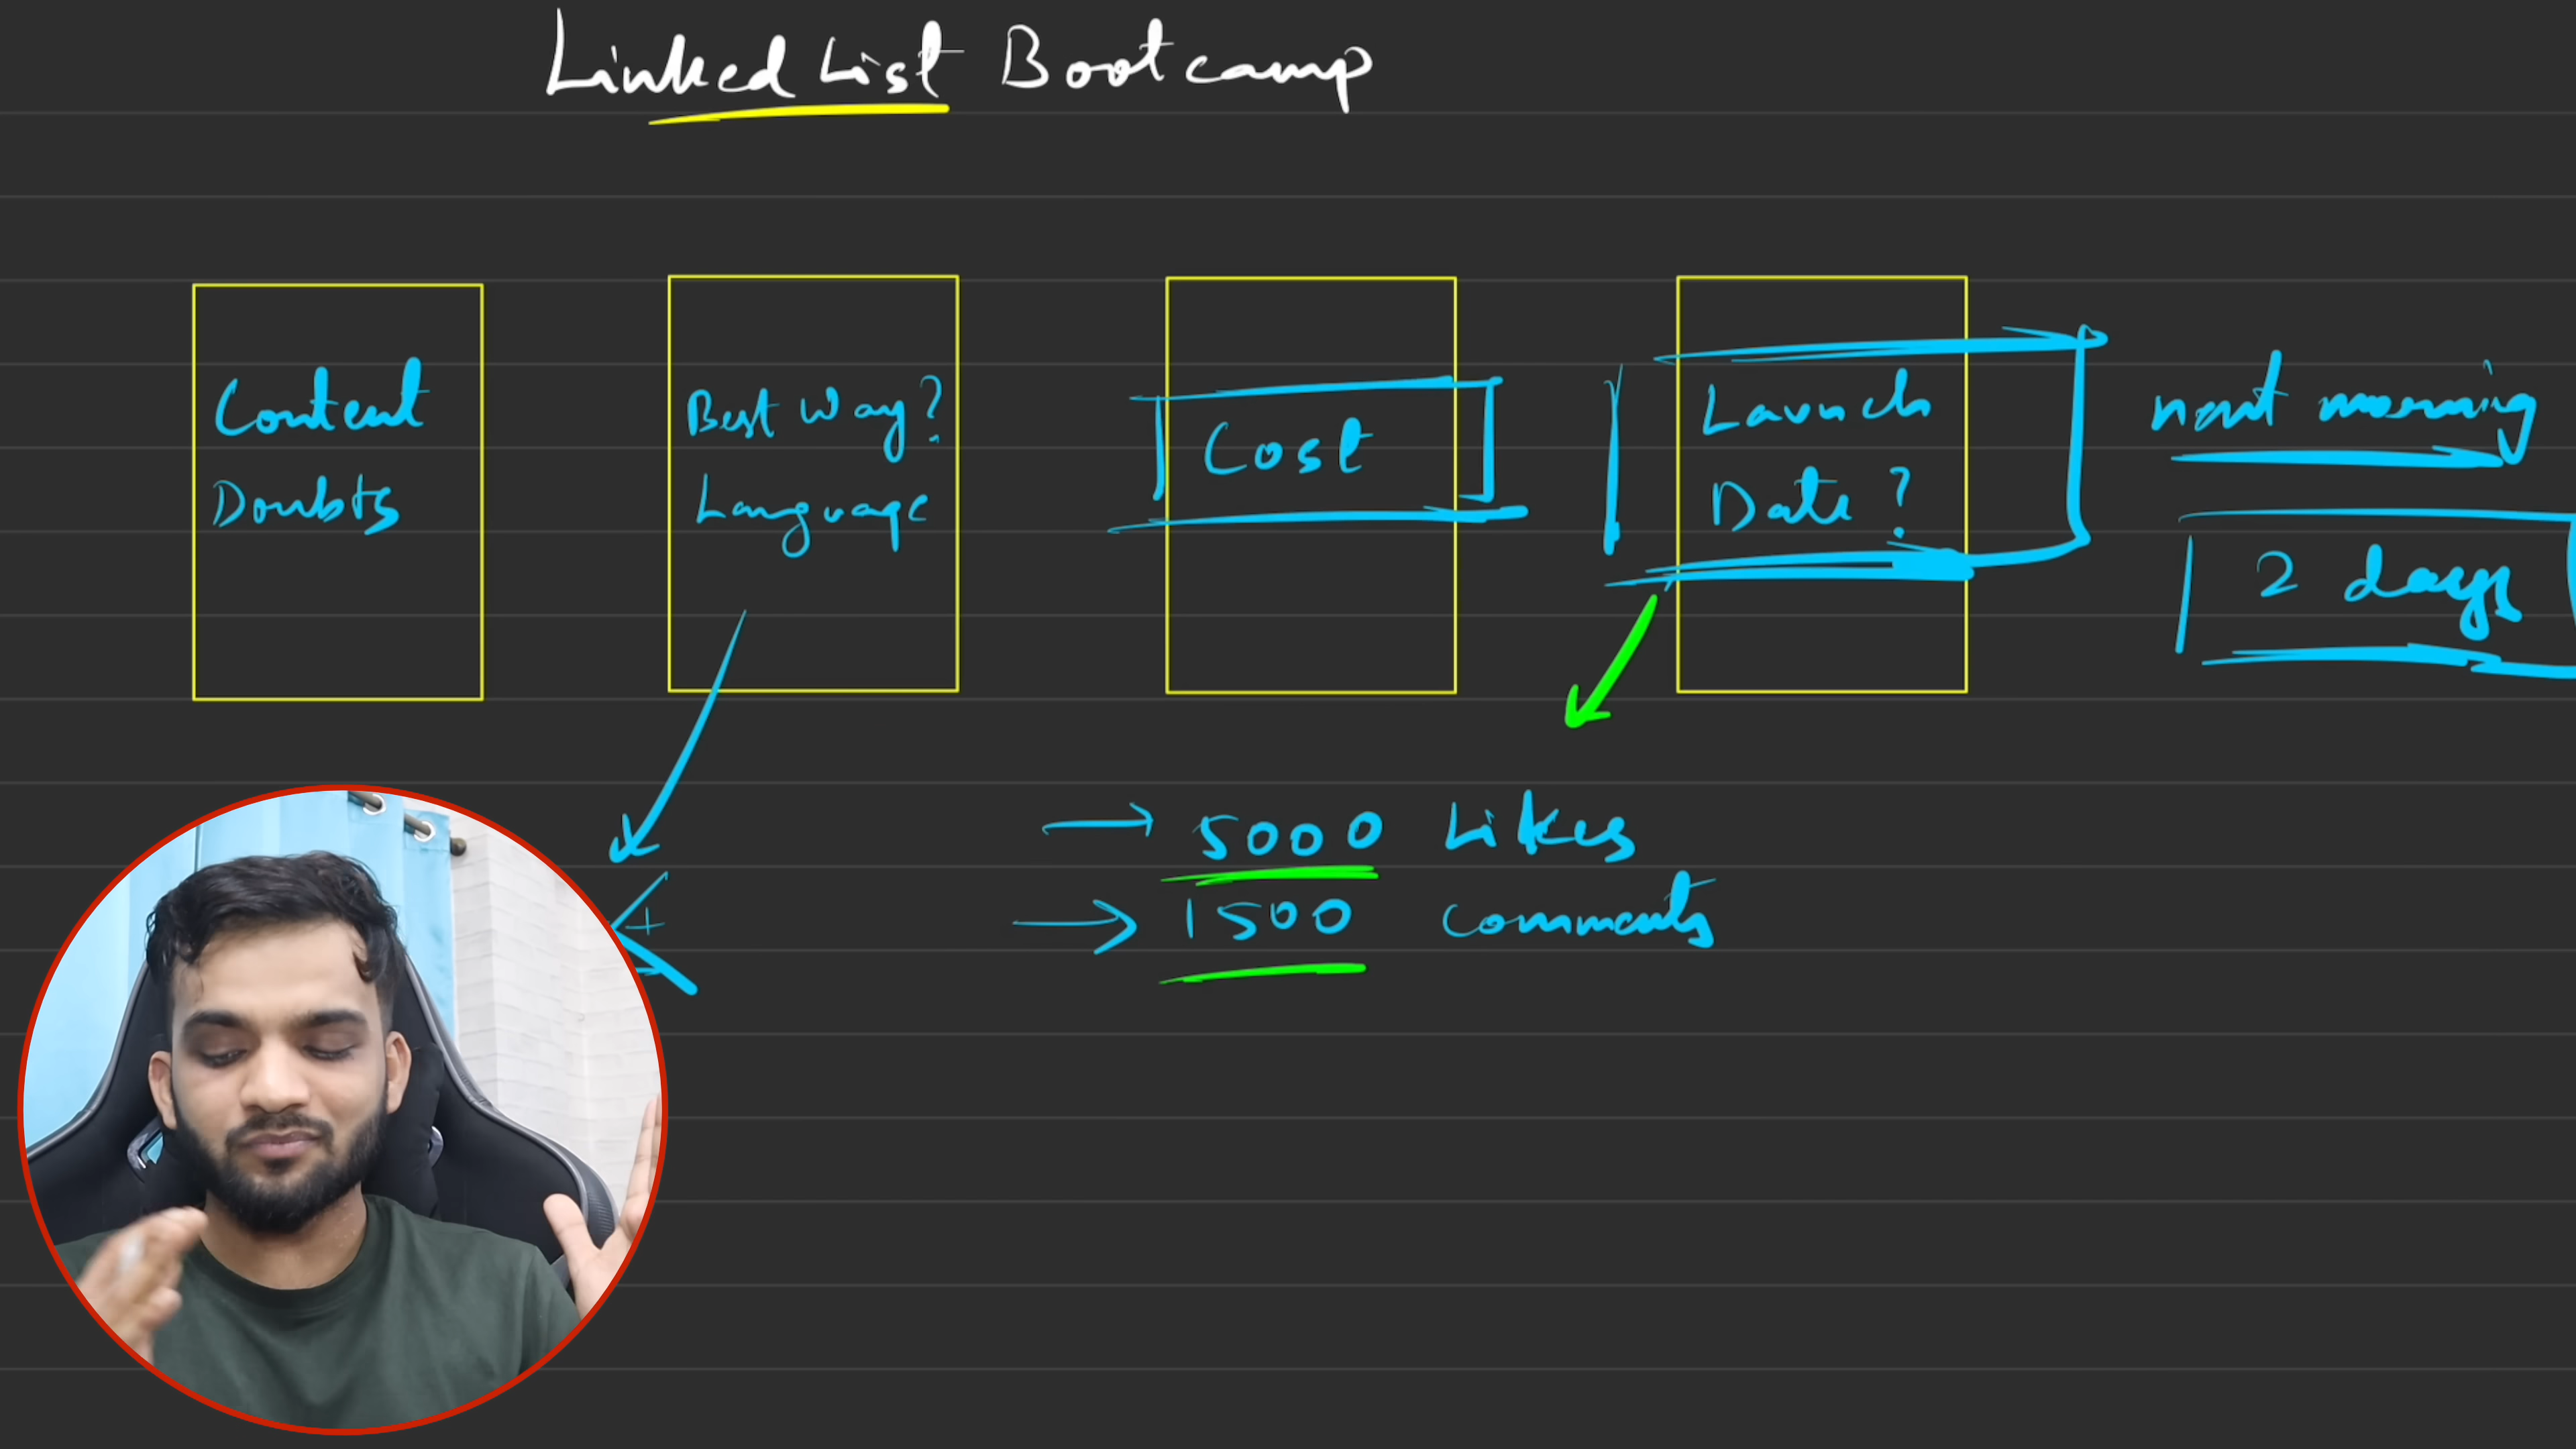 Linked List Bootcamp
Content
Doubts
Best Way?
Language
Cost
Launch
Date?
next morning
2 days
→ 5000 Likes
→ 1500 comments